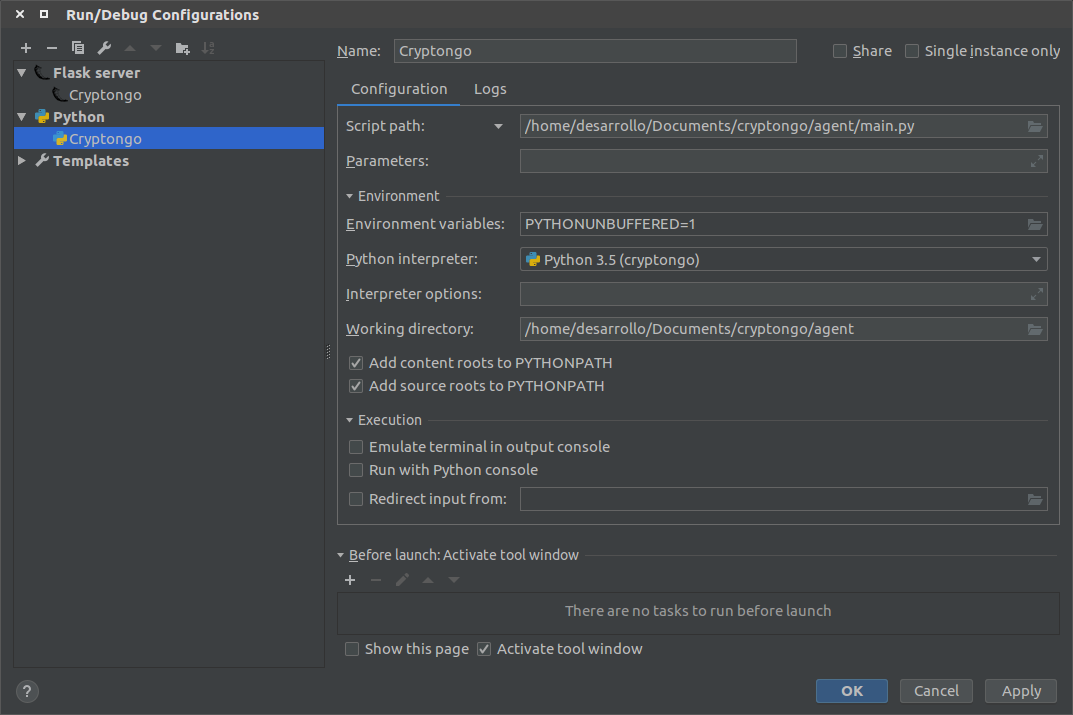 Run/Debug Configurations
Name: Cryptongo Share Single instance only
Flask server
Cryptongo
Python
Cryptongo
Templates
Configuration Logs
Script path: /home/desarrollo/Documents/cryptongo/agent/main.py
Parameters:
Environment
Environment variables: PYTHONUNBUFFERED=1
Python interpreter: Python 3.5 (cryptongo)
Interpreter options:
Working directory: /home/desarrollo/Documents/cryptongo/agent
Add content roots to PYTHONPATH
Add source roots to PYTHONPATH
Execution
Emulate terminal in output console
Run with Python console
Redirect input from:
Before launch: Activate tool window
There are no tasks to run before launch
Show this page Activate tool window
? OK Cancel Apply